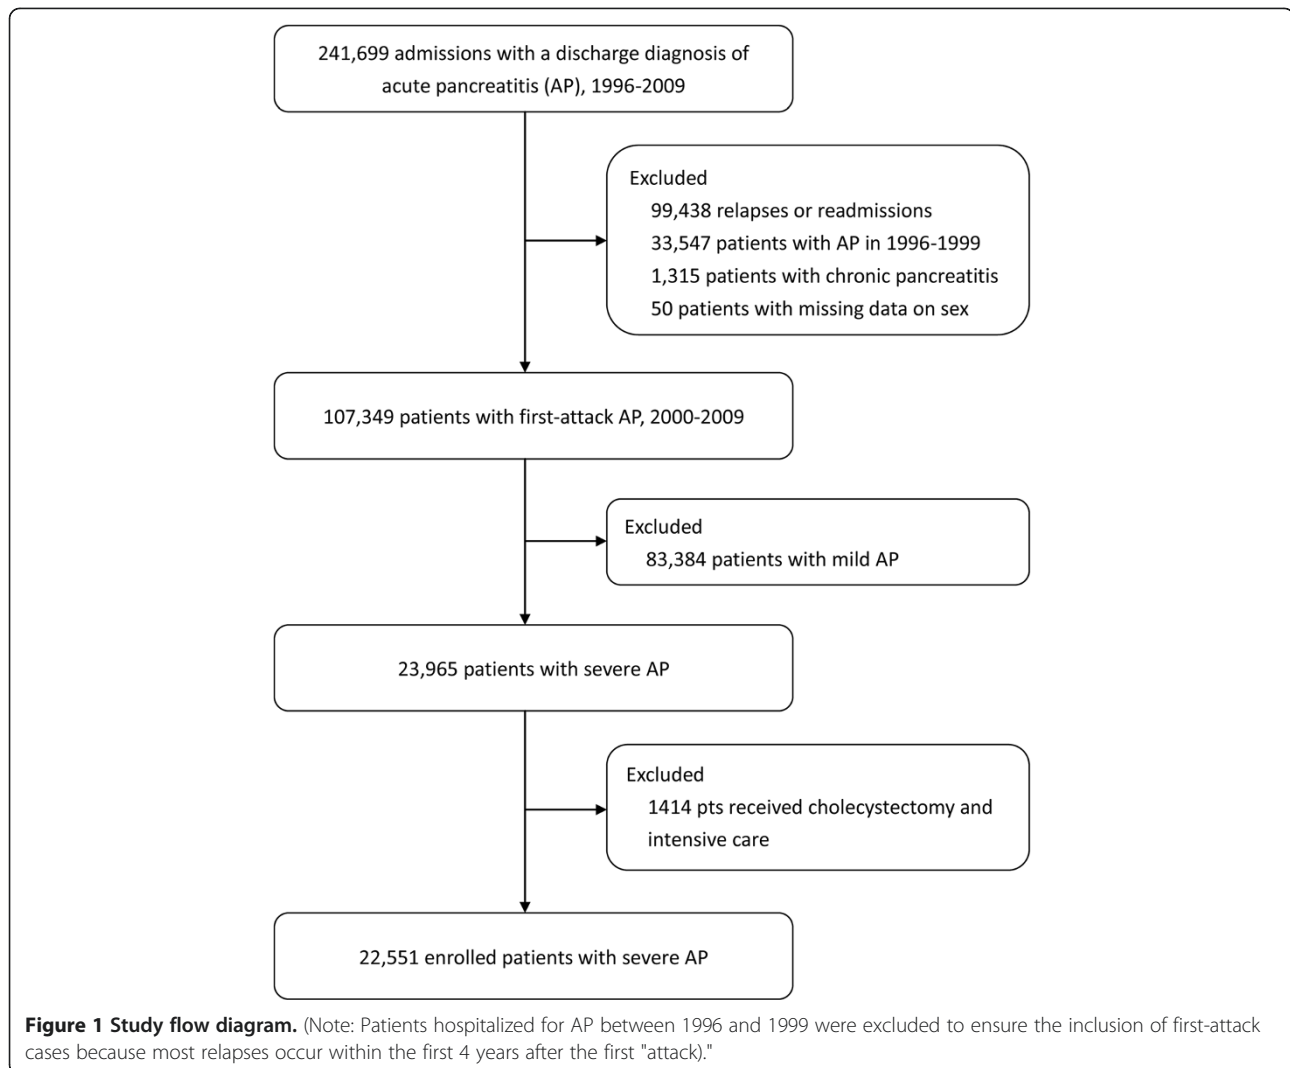 241,699 admissions with a discharge diagnosis of
acute pancreatitis (AP), 1996-2009
Excluded
99,438 relapses or readmissions
33,547 patients with AP in 1996-1999
1,315 patients with chronic pancreatitis
50 patients with missing data on sex
107,349 patients with first-attack AP, 2000-2009
Excluded
83,384 patients with mild AP
23,965 patients with severe AP
Excluded
1414 pts received cholecystectomy and
intensive care
22,551 enrolled patients with severe AP
Figure 1 Study flow diagram. (Note: Patients hospitalized for AP between 1996 and 1999 were excluded to ensure the inclusion of first-attack
cases because most relapses occur within the first 4 years after the first "attack)."